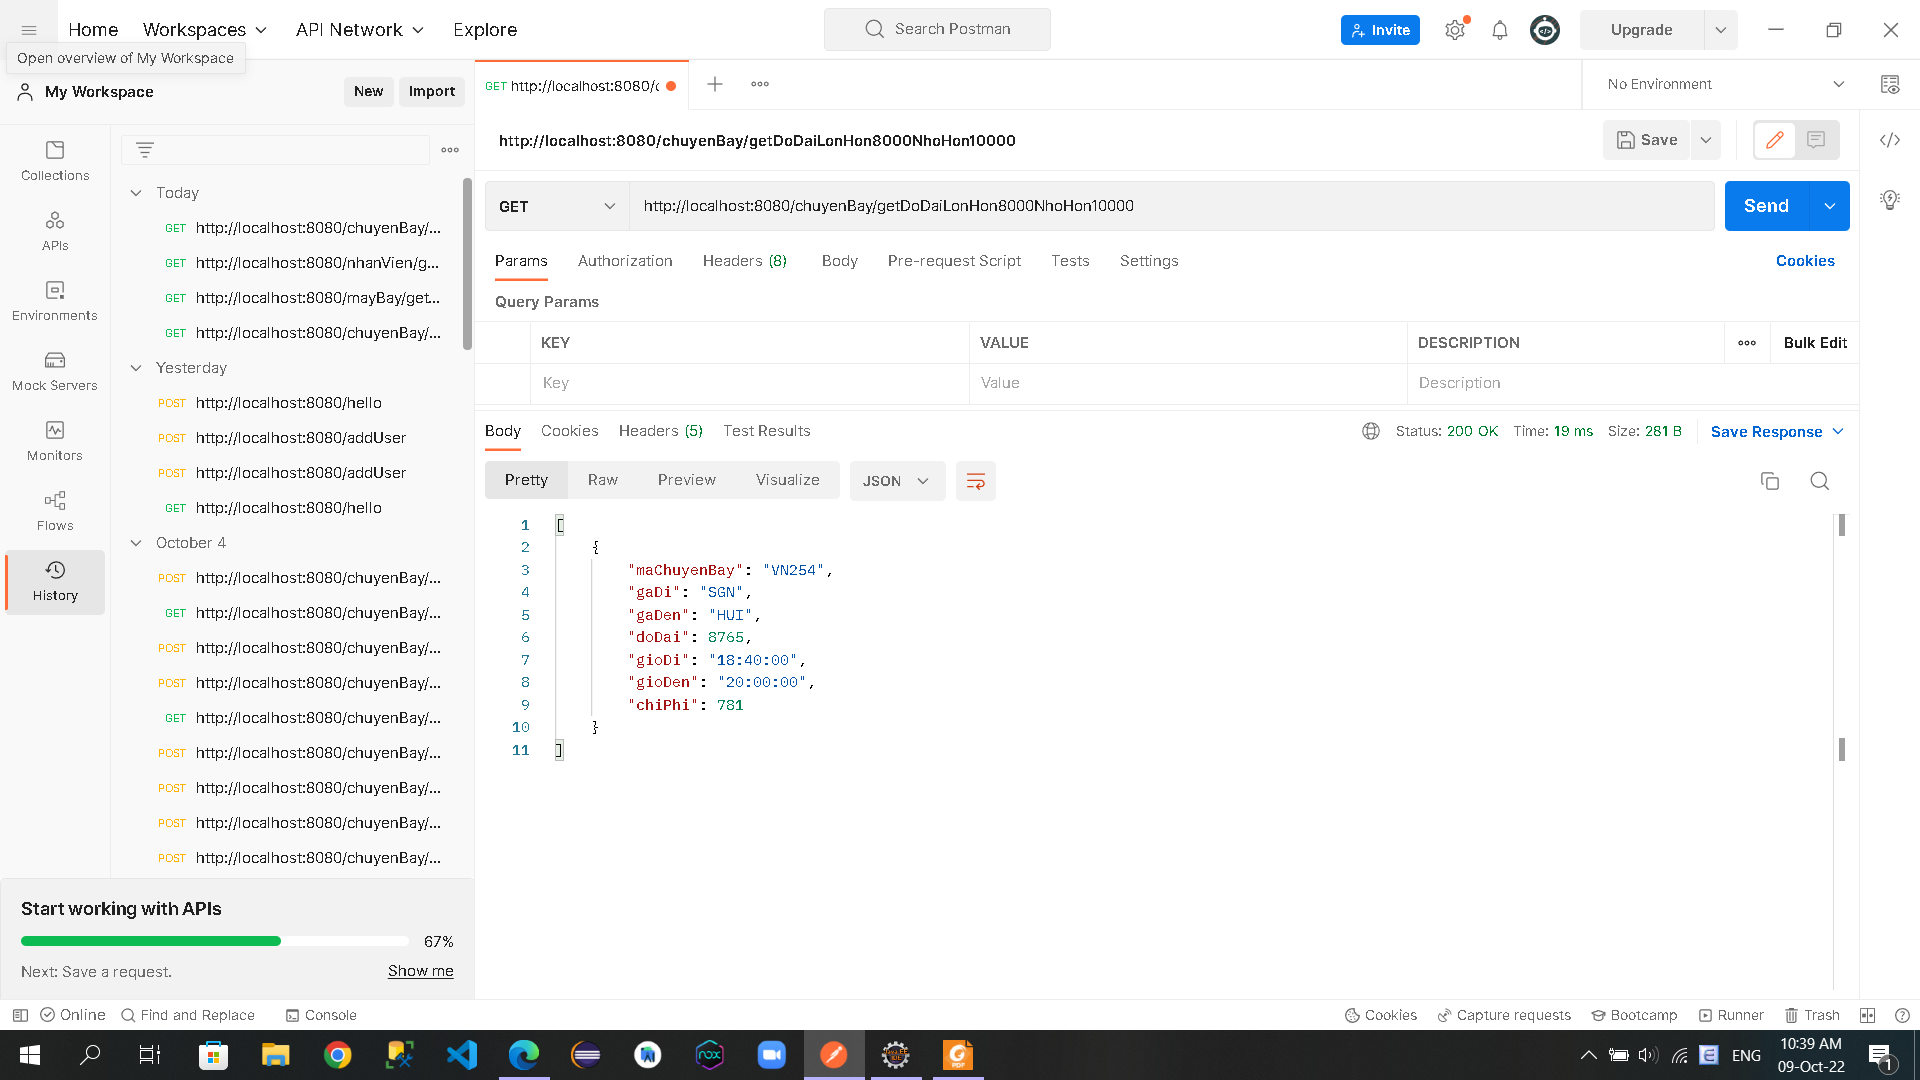 Home
Workspaces
API Network
Explore
Search Postman
Invite
Upgrade
Open overview of My Workspace
My Workspace
New
Import
GET http://localhost:8080/c
No Environment
http://localhost:8080/chuyenBay/getDoDaiLonHon8000NhoHon10000
Save
Collections
APIs
Environments
Mock Servers
Monitors
Flows
History
Today
GET http://localhost:8080/chuyenBay/...
GET http://localhost:8080/nhanVien/g...
GET http://localhost:8080/mayBay/get...
GET http://localhost:8080/chuyenBay/...
Yesterday
POST http://localhost:8080/hello
POST http://localhost:8080/addUser
POST http://localhost:8080/addUser
GET http://localhost:8080/hello
October 4
POST http://localhost:8080/chuyenBay/...
GET http://localhost:8080/chuyenBay/...
POST http://localhost:8080/chuyenBay/...
POST http://localhost:8080/chuyenBay/...
GET http://localhost:8080/chuyenBay/...
POST http://localhost:8080/chuyenBay/...
POST http://localhost:8080/chuyenBay/...
POST http://localhost:8080/chuyenBay/...
POST http://localhost:8080/chuyenBay/...
Start working with APIs
67%
Next: Save a request.
Show me
GET
http://localhost:8080/chuyenBay/getDoDaiLonHon8000NhoHon10000
Send
Params
Authorization
Headers (8)
Body
Pre-request Script
Tests
Settings
Cookies
Query Params
KEY
VALUE
DESCRIPTION
Bulk Edit
Key
Value
Description
Body
Cookies
Headers (5)
Test Results
Status: 200 OK
Time: 19 ms
Size: 281 B
Save Response
Pretty
Raw
Preview
Visualize
JSON
1 [
2 {
3 "maChuyenBay": "VN254",
4 "gaDi": "SGN",
5 "gaDen": "HUI",
6 "doDai": 8765,
7 "gioDi": "18:40:00",
8 "gioDen": "20:00:00",
9 "chiPhi": 781
10 }
11 ]
Online
Find and Replace
Console
Cookies
Capture requests
Bootcamp
Runner
Trash
nox
PDF
ENG
10:39 AM
09-Oct-22
1